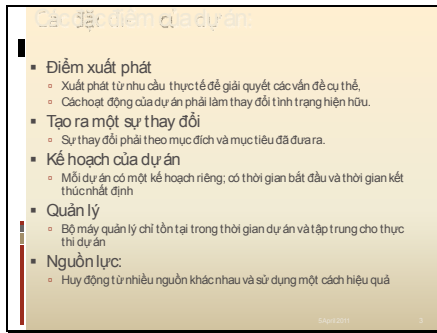 Các đặc điểm của dự án:
Điểm xuất phát
Xuất phát từ nhu cầu thực tế để giải quyết các vấn đề cụ thể,
Các hoạt động của dự án phải làm thay đổi tình trạng hiện hữu.
Tạo ra một sự thay đổi
Sự thay đổi phải theo mục đích và mục tiêu đã đưa ra.
Kế hoạch của dự án
Mỗi dự án có một kế hoạch riêng; có thời gian bắt đầu và thời gian kết
thúc nhất định
Quản lý
Bộ máy quản lý chỉ tồn tại trong thời gian dự án và tập trung cho thực
thi dự án
Nguồn lực:
Huy động từ nhiều nguồn khác nhau và sử dụng một cách hiệu quả